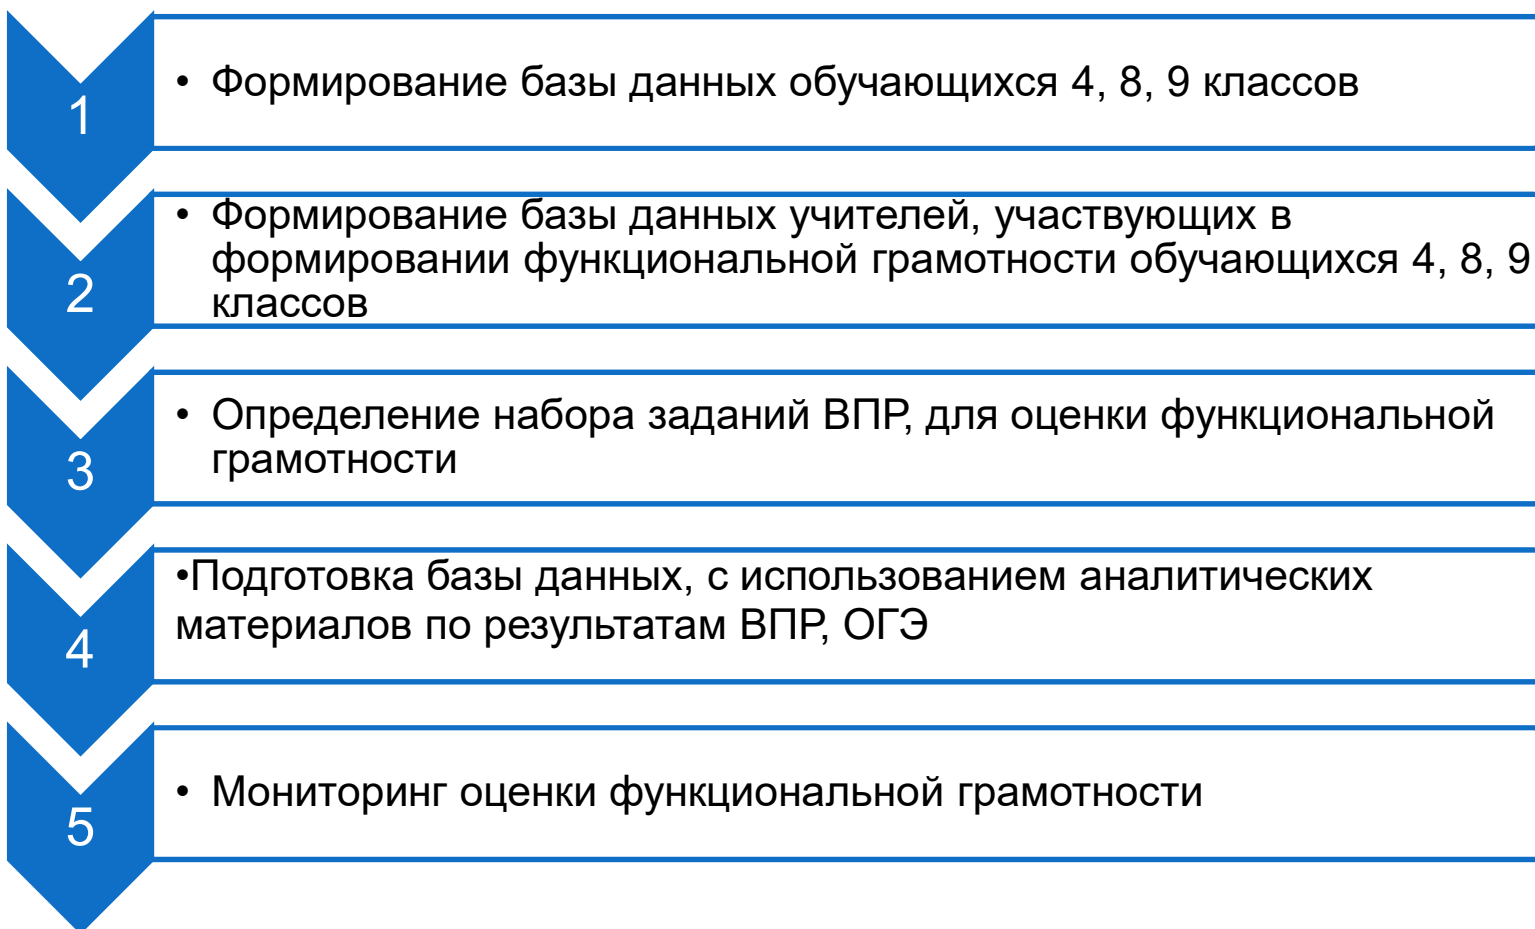 1
• Формирование базы данных обучающихся 4, 8, 9 классов
2
• Формирование базы данных учителей, участвующих в
формировании функциональной грамотности обучающихся 4, 8, 9
классов
3
• Определение набора заданий ВПР, для оценки функциональной
грамотности
4
•Подготовка базы данных, с использованием аналитических
материалов по результатам ВПР, ОГЭ
5
• Мониторинг оценки функциональной грамотности